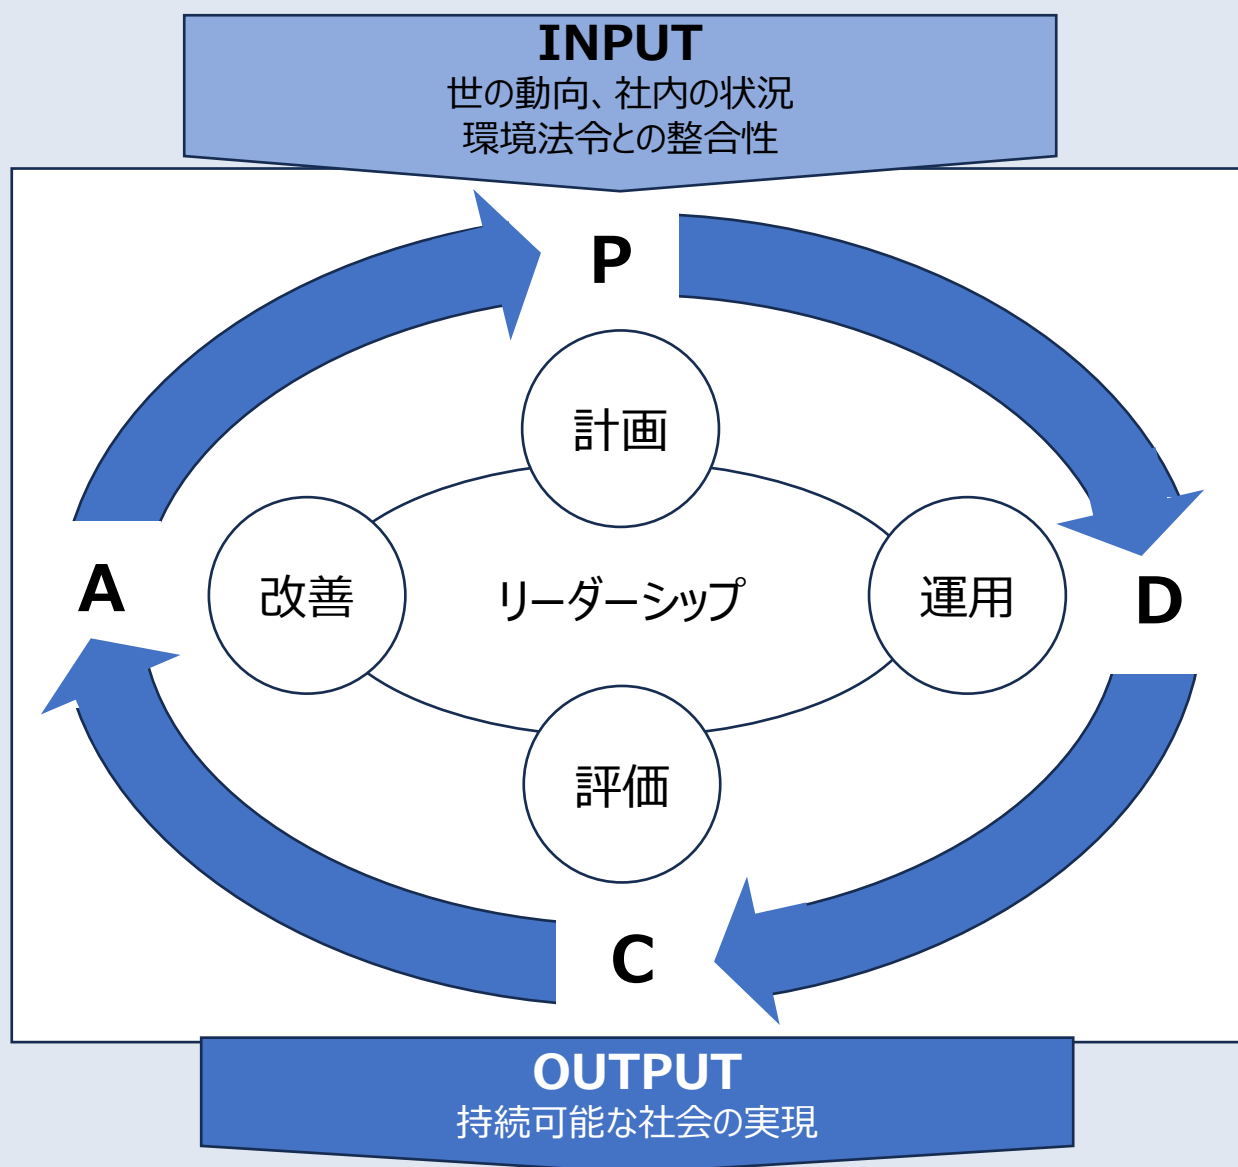 INPUT
世の動向、社内の状況
環境法令との整合性
P
計画
A
改善
リーダーシップ
運用
D
評価
C
OUTPUT
持続可能な社会の実現